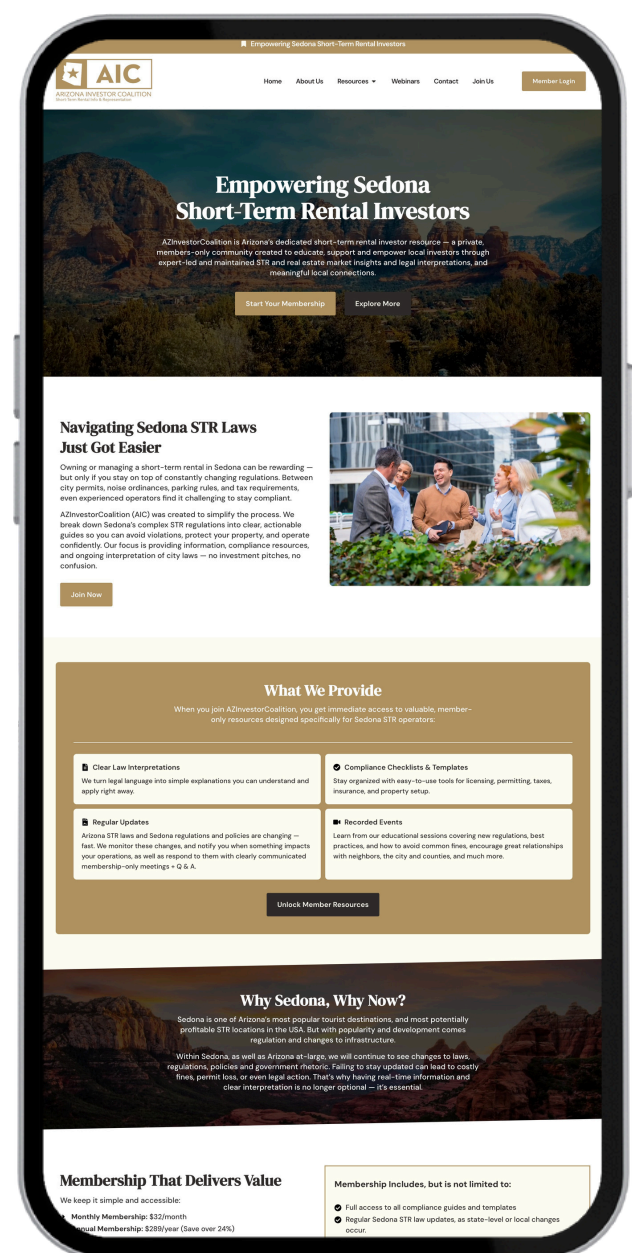 Empowering Sedona Short-Term Rental Investors
AIC
ARIZONA INVESTOR COALITION
Short-Term Rental Info & Representation
Home About Us Resources Webinars Contact Join Us Member Login
Empowering Sedona
Short-Term Rental Investors
AZInvestorCoalition is Arizona's dedicated short-term rental investor resource — a private,
members-only community created to educate, support and empower local investors through
expert-led and maintained STR and real estate market insights and legal interpretations, and
meaningful local connections.
Start Your Membership Explore More
Navigating Sedona STR Laws
Just Got Easier
Owning or managing a short-term rental in Sedona can be rewarding —
but only if you stay on top of constantly changing regulations. Between
city permits, noise ordinances, parking rules, and tax requirements,
even experienced operators find it challenging to stay compliant.
AZInvestorCoalition (AIC) was created to simplify the process. We
break down Sedona's complex STR regulations into clear, actionable
guides so you can avoid violations, protect your property, and operate
confidently. Our focus is providing information, compliance resources,
and ongoing interpretation of city laws — no investment pitches, no
confusion.
Join Now
What We Provide
When you join AZInvestorCoalition, you get immediate access to valuable, member-
only resources designed specifically for Sedona STR operators:
Clear Law Interpretations
We turn legal language into simple explanations you can understand and
apply right away.
Compliance Checklists & Templates
Stay organized with easy-to-use tools for licensing, permitting, taxes,
insurance, and property setup.
Regular Updates
Arizona STR laws and Sedona regulations and policies are changing —
fast. We monitor these changes, and notify you when something impacts
your operations, as well as respond to them with clearly communicated
membership-only meetings + Q & A.
Recorded Events
Learn from our educational sessions covering new regulations, best
practices, and how to avoid common fines, encourage great relationships
with neighbors, the city and counties, and much more.
Unlock Member Resources
Why Sedona, Why Now?
Sedona is one of Arizona's most popular tourist destinations, and most potentially
profitable STR locations in the USA. But with popularity and development comes
regulation and changes to infrastructure.
Within Sedona, as well as Arizona at-large, we will continue to see changes to laws,
regulations, policies and government rhetoric. Failing to stay updated can lead to costly
fines, permit loss, or even legal action. That's why having real-time information and
clear interpretation is no longer optional — it's essential.
Membership That Delivers Value
We keep it simple and accessible:
Monthly Membership: $32/month
Annual Membership: $289/year (Save over 24%)
Membership Includes, but is not limited to:
Full access to all compliance guides and templates
Regular Sedona STR law updates, as state-level or local changes
occur.